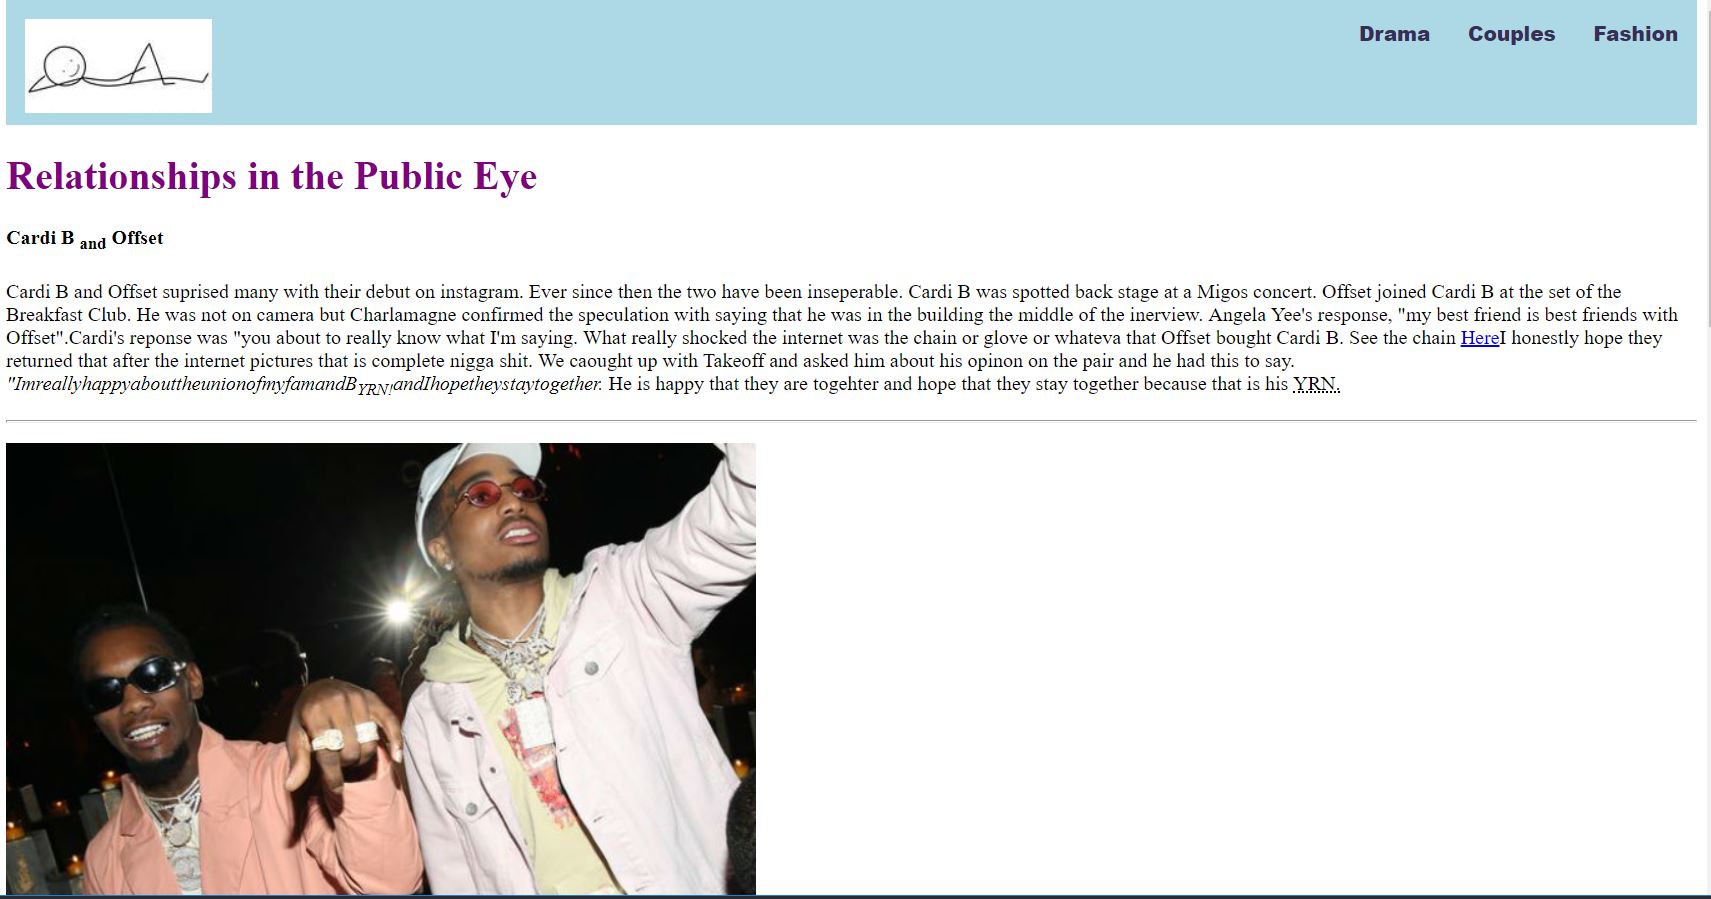 Drama Couples Fashion
Relationships in the Public Eye
Cardi B and Offset
Cardi B and Offset suprised many with their debut on instagram. Ever since then the two have been inseperable. Cardi B was spotted back stage at a Migos concert. Offset joined Cardi B at the set of the
Breakfast Club. He was not on camera but Charlamagne confirmed the speculation with saying that he was in the building the middle of the inerview. Angela Yee's response, "my best friend is best friends with
Offset".Cardi's reponse was "you about to really know what I'm saying. What really shocked the internet was the chain or glove or whateva that Offset bought Cardi B. See the chain HereI honestly hope they
returned that after the internet pictures that is complete nigga shit. We caought up with Takeoff and asked him about his opinon on the pair and he had this to say.
"ImreallyhappyabouttheunionofmyfamandBYRN!andIhopetheystaytogether. He is happy that they are togehter and hope that they stay together because that is his YRN.